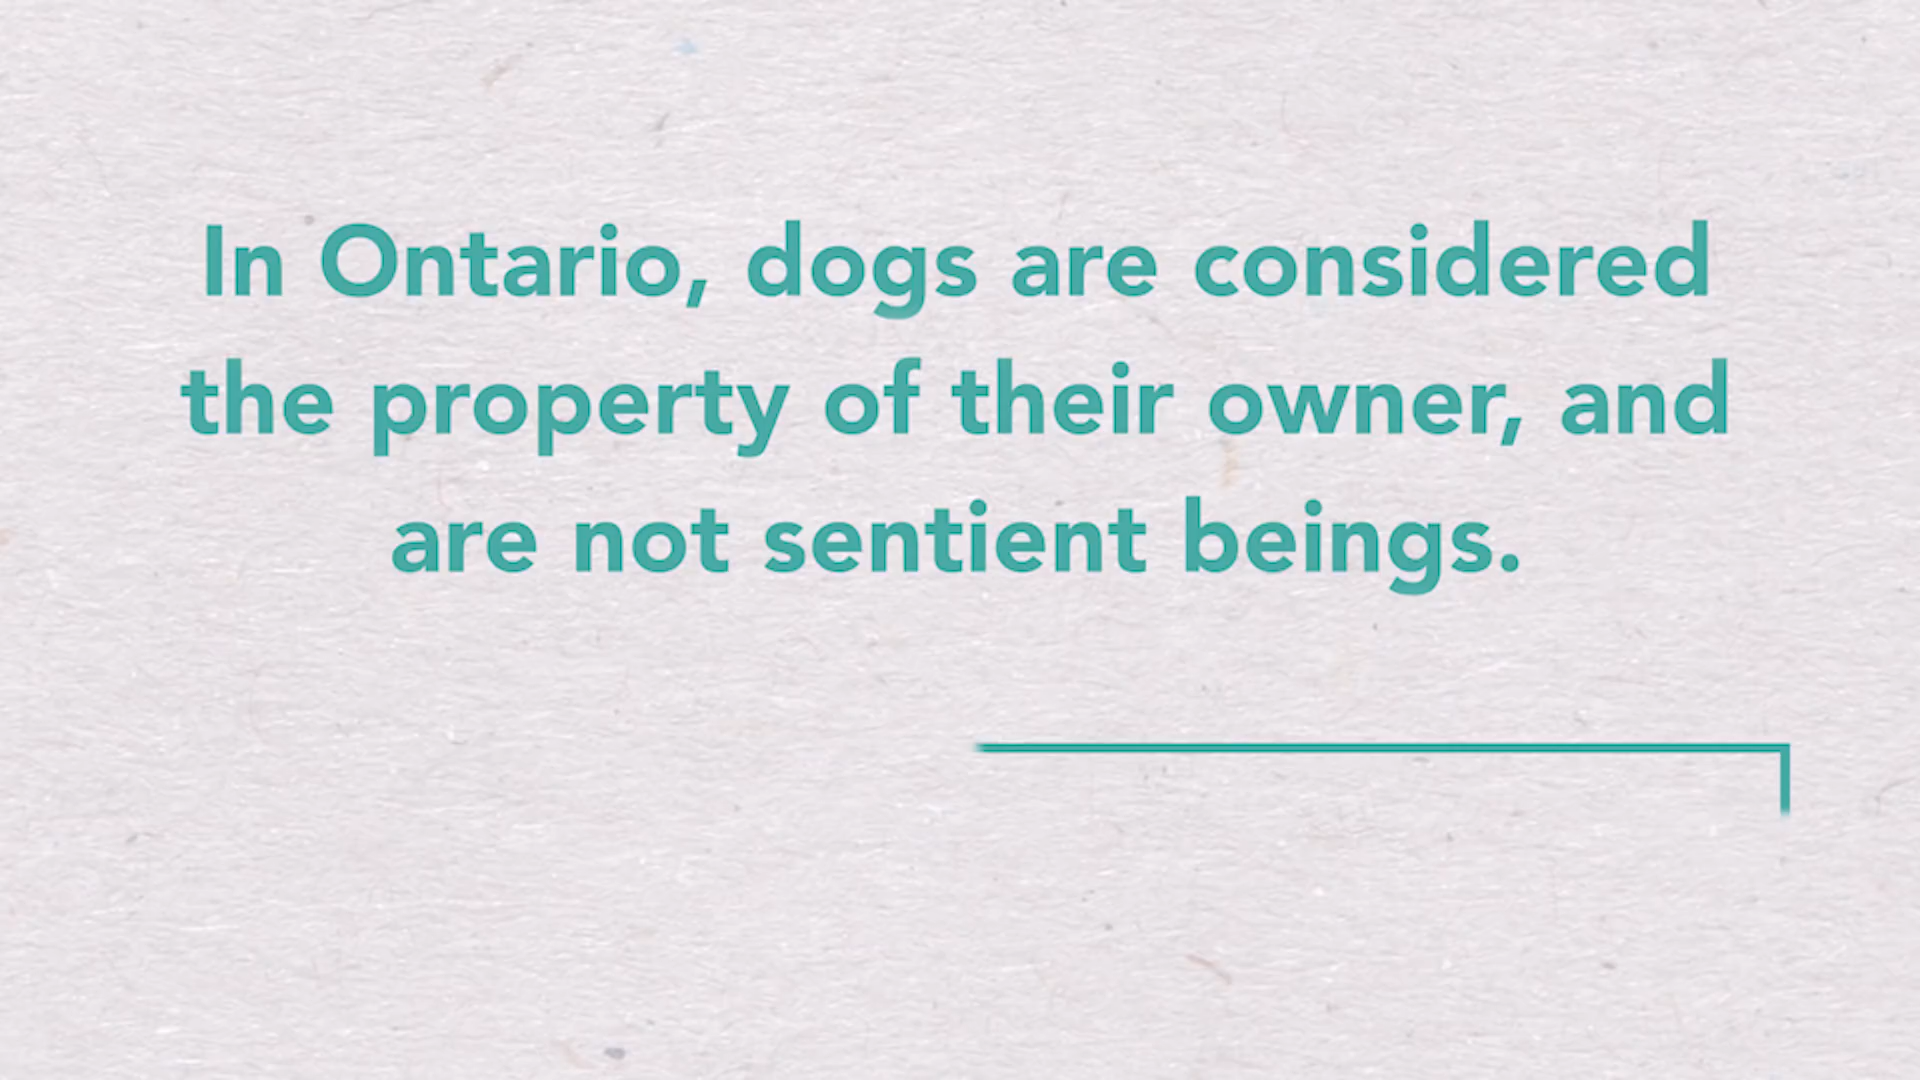 In Ontario, dogs are considered
the property of their owner, and
are not sentient beings.